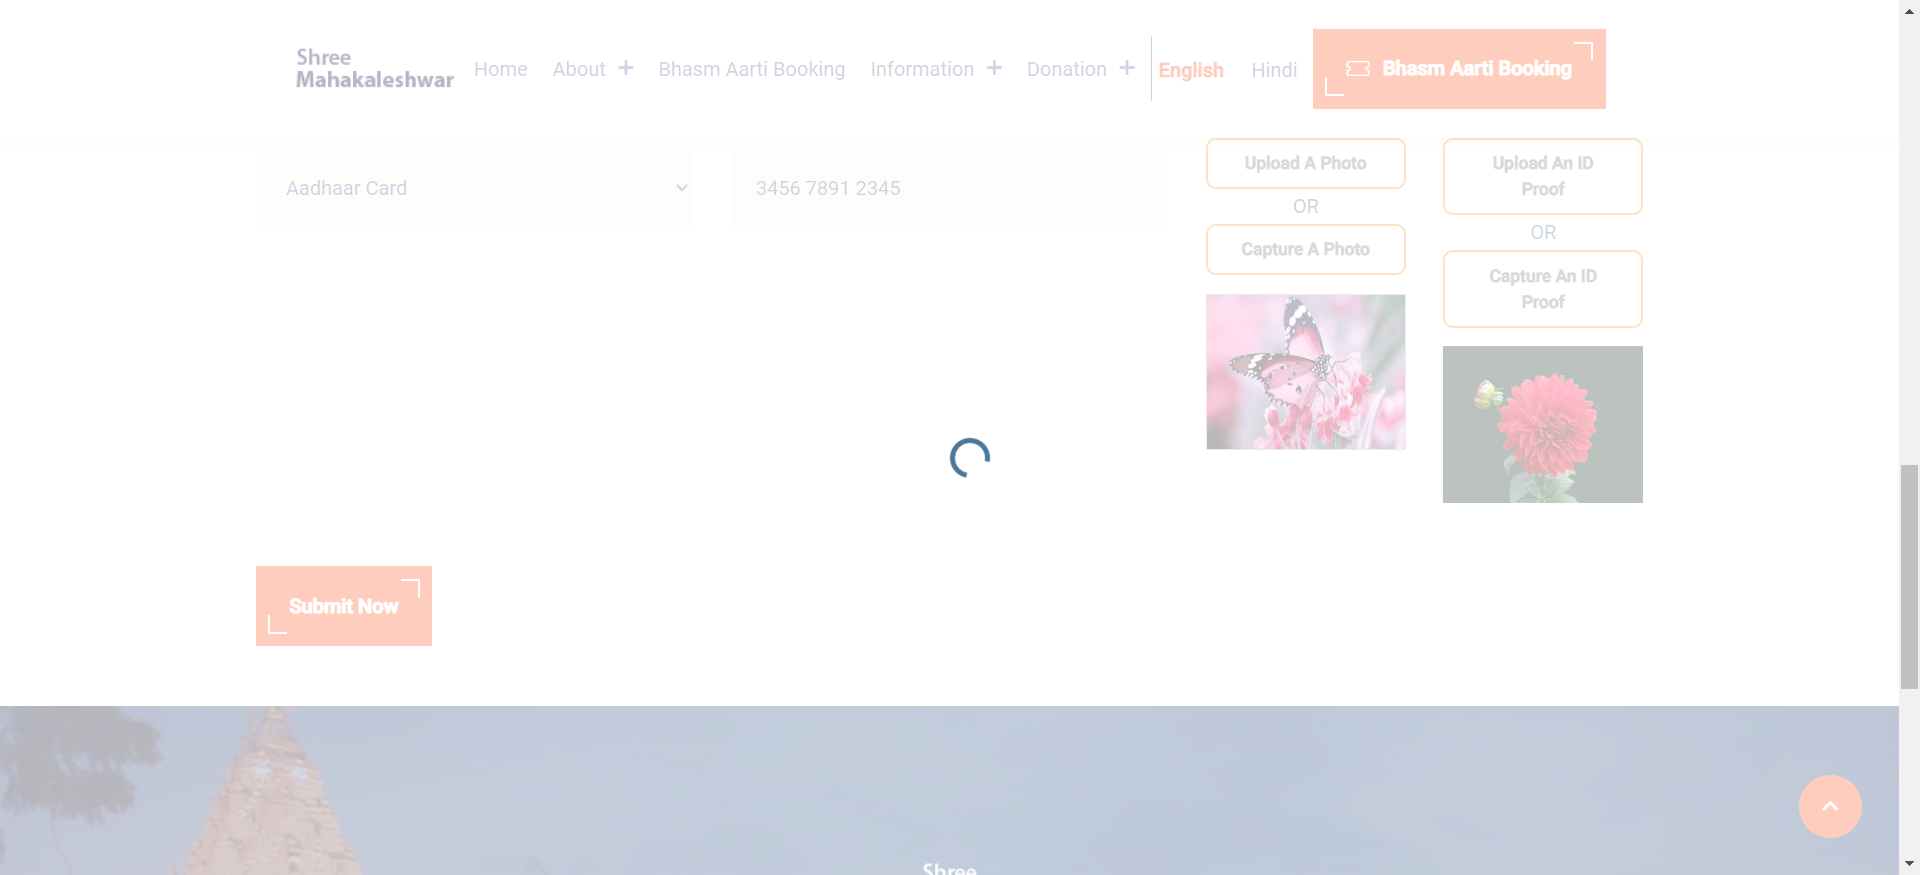 Shree
Mahakaleshwar
Home
About
Bhasm Aarti Booking
Information
Donation
English
Hindi
Bhasm Aarti Booking
Aadhaar Card
3456 7891 2345
Upload A Photo
OR
Capture A Photo
Upload An ID
Proof
OR
Capture An ID
Proof
Submit Now
Shree